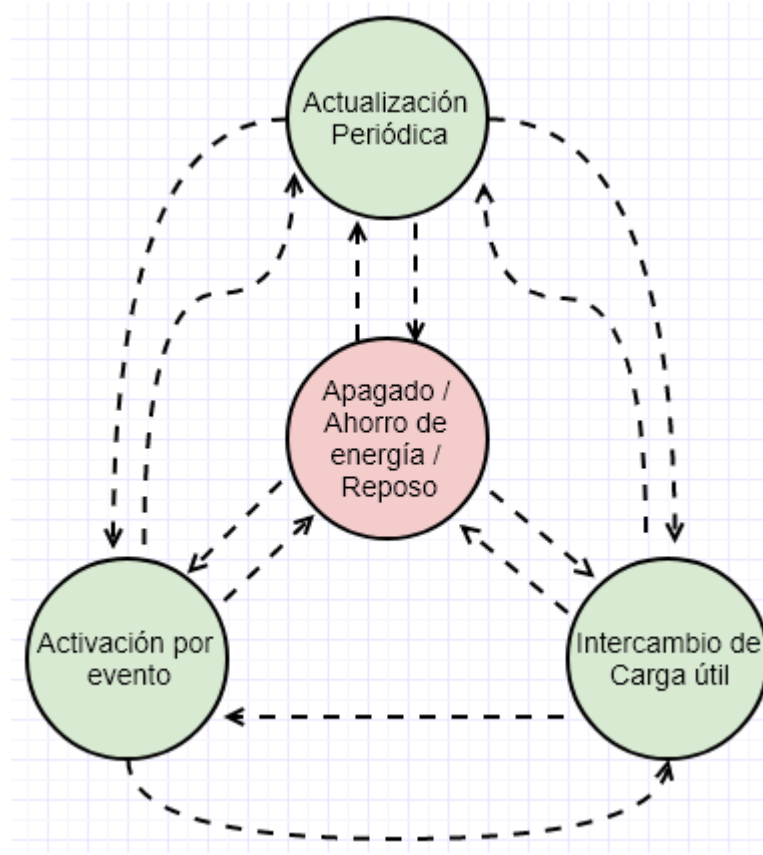 Actualización
Periódica
Apagado /
Ahorro de
energía /
Reposo
Activación por
evento
Intercambio de
Carga útil